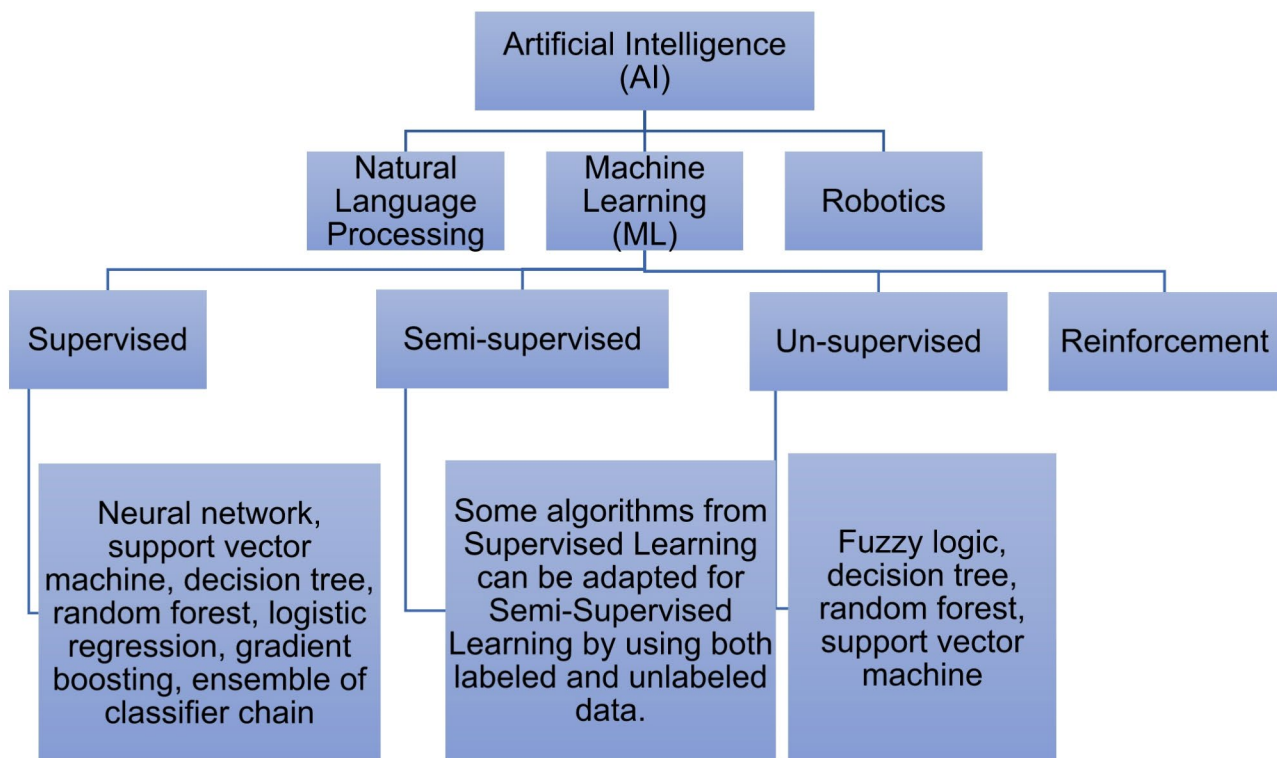 Artificial Intelligence
(AI)
Natural
Language
Processing
Machine
Learning
(ML)
Robotics
Supervised
Semi-supervised
Un-supervised
Reinforcement
Neural network,
support vector
machine, decision tree,
random forest, logistic
regression, gradient
boosting, ensemble of
classifier chain
Some algorithms from
Supervised Learning
can be adapted for
Semi-Supervised
Learning by using both
labeled and unlabeled
data.
Fuzzy logic,
decision tree,
random forest,
support vector
machine